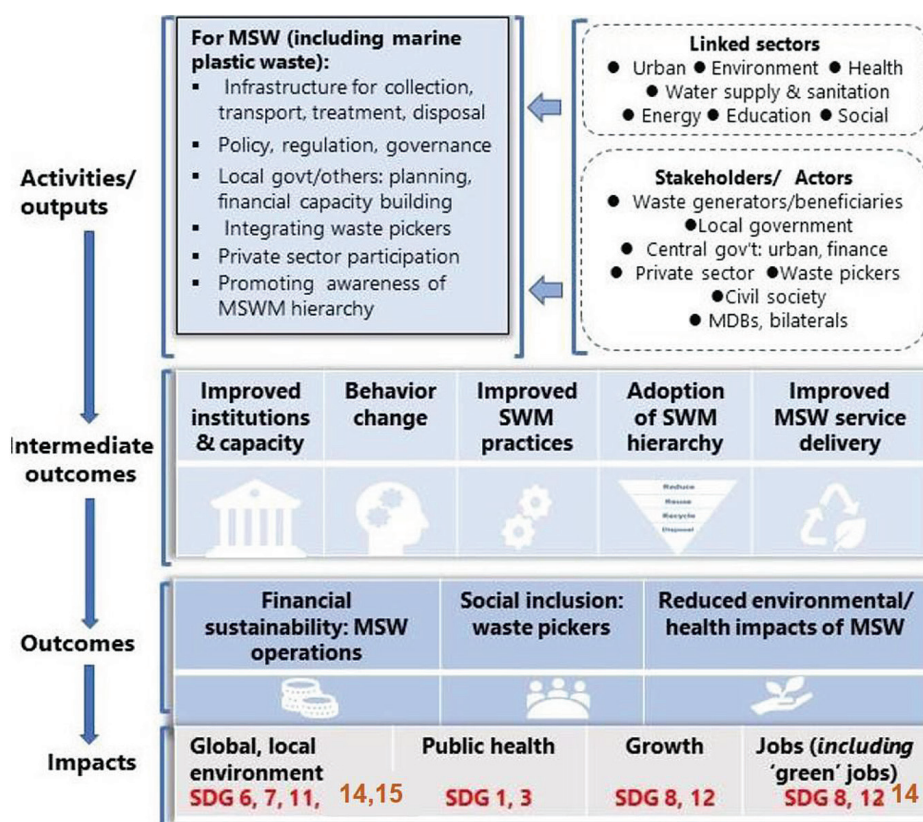 Activities/
outputs
For MSW (including marine
plastic waste):
▪ Infrastructure for collection,
transport, treatment, disposal
▪ Policy, regulation, governance
▪ Local govt/others: planning,
financial capacity building
▪ Integrating waste pickers
▪ Private sector participation
▪ Promoting awareness of
MSWM hierarchy
Linked sectors
● Urban ● Environment ● Health
● Water supply & sanitation
● Energy ● Education ● Social
Stakeholders/ Actors
● Waste generators/beneficiaries
●Local government
● Central gov't: urban, finance
● Private sector ●Waste pickers
●Civil society
● MDBs, bilaterals
Intermediate
outcomes
Improved
institutions
& capacity
Behavior
change
Improved
SWM
practices
Adoption
of SWM
hierarchy
Reduce
Reuse
Recycle
Disposal
Improved
MSW service
delivery
Outcomes
Financial
sustainability: MSW
operations
Social inclusion:
waste pickers
Reduced environmental/
health impacts of MSW
Impacts
Global, local
environment
SDG 6, 7, 11, 14,15
Public health
SDG 1, 3
Growth
SDG 8, 12
Jobs (including
'green' jobs)
SDG 8, 12 14